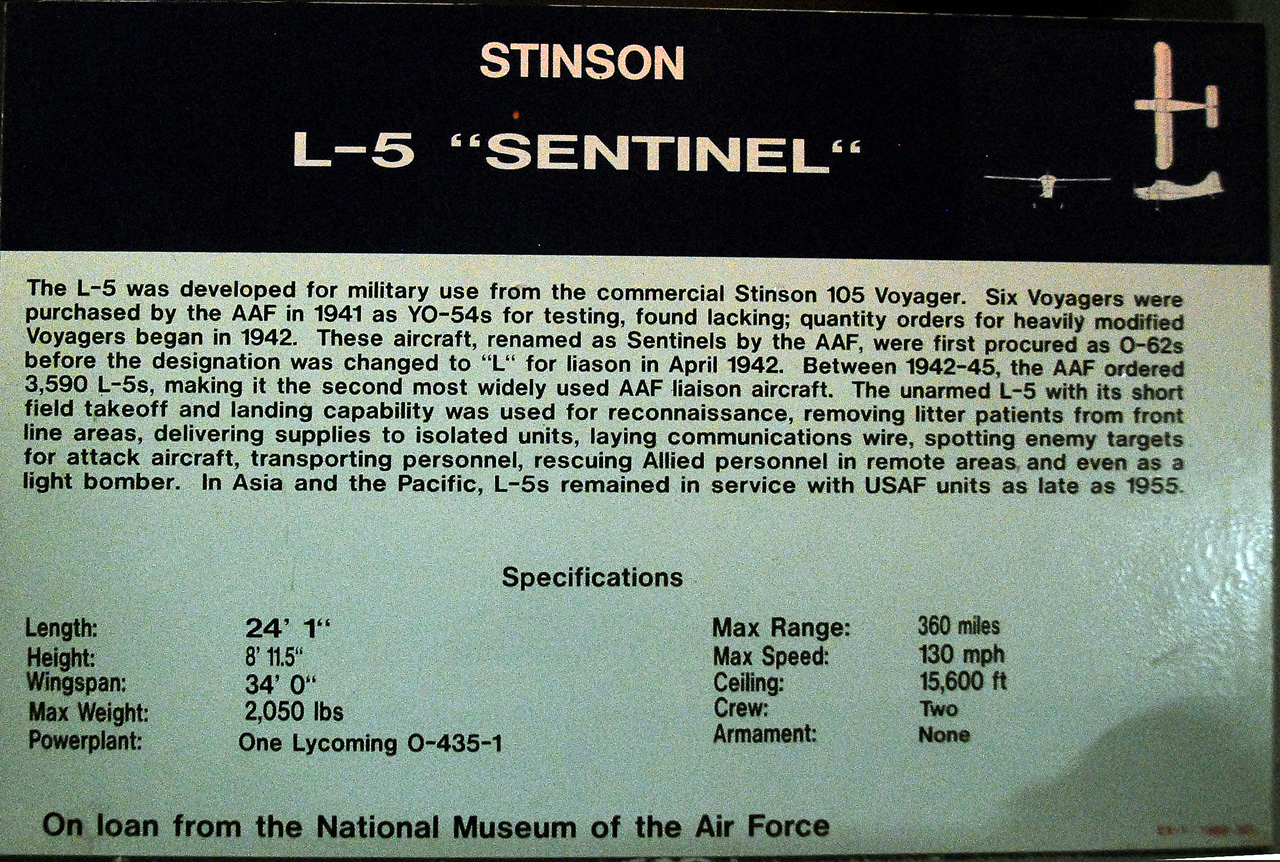 STINSON
L-5 “SENTINEL“
The L-5 was developed for military use from the commercial Stinson 105 Voyager. Six Voyagers were
purchased by the AAF in 1941 as YO-54s for testing, found lacking; quantity orders for heavily modified
Voyagers began in 1942. These aircraft, renamed as Sentinels by the AAF, were first procured as O-62s
before the designation was changed to “L“ for liason in April 1942. Between 1942-45, the AAF ordered
3,590 L-5s, making it the second most widely used AAF liaison aircraft. The unarmed L-5 with its short
field takeoff and landing capability was used for reconnaissance, removing litter patients from front
line areas, delivering supplies to isolated units, laying communications wire, spotting enemy targets
for attack aircraft, transporting personnel, rescuing Allied personnel in remote areas and even as a
light bomber. In Asia and the Pacific, L-5s remained in service with USAF units as late as 1955.
Specifications
Length: 24’ 1“
Height: 8’ 11.5“
Wingspan: 34’ 0“
Max Weight: 2,050 lbs
Powerplant: One Lycoming O-435-1
Max Range: 360 miles
Max Speed: 130 mph
Ceiling: 15,600 ft
Crew: Two
Armament: None
On loan from the National Museum of the Air Force